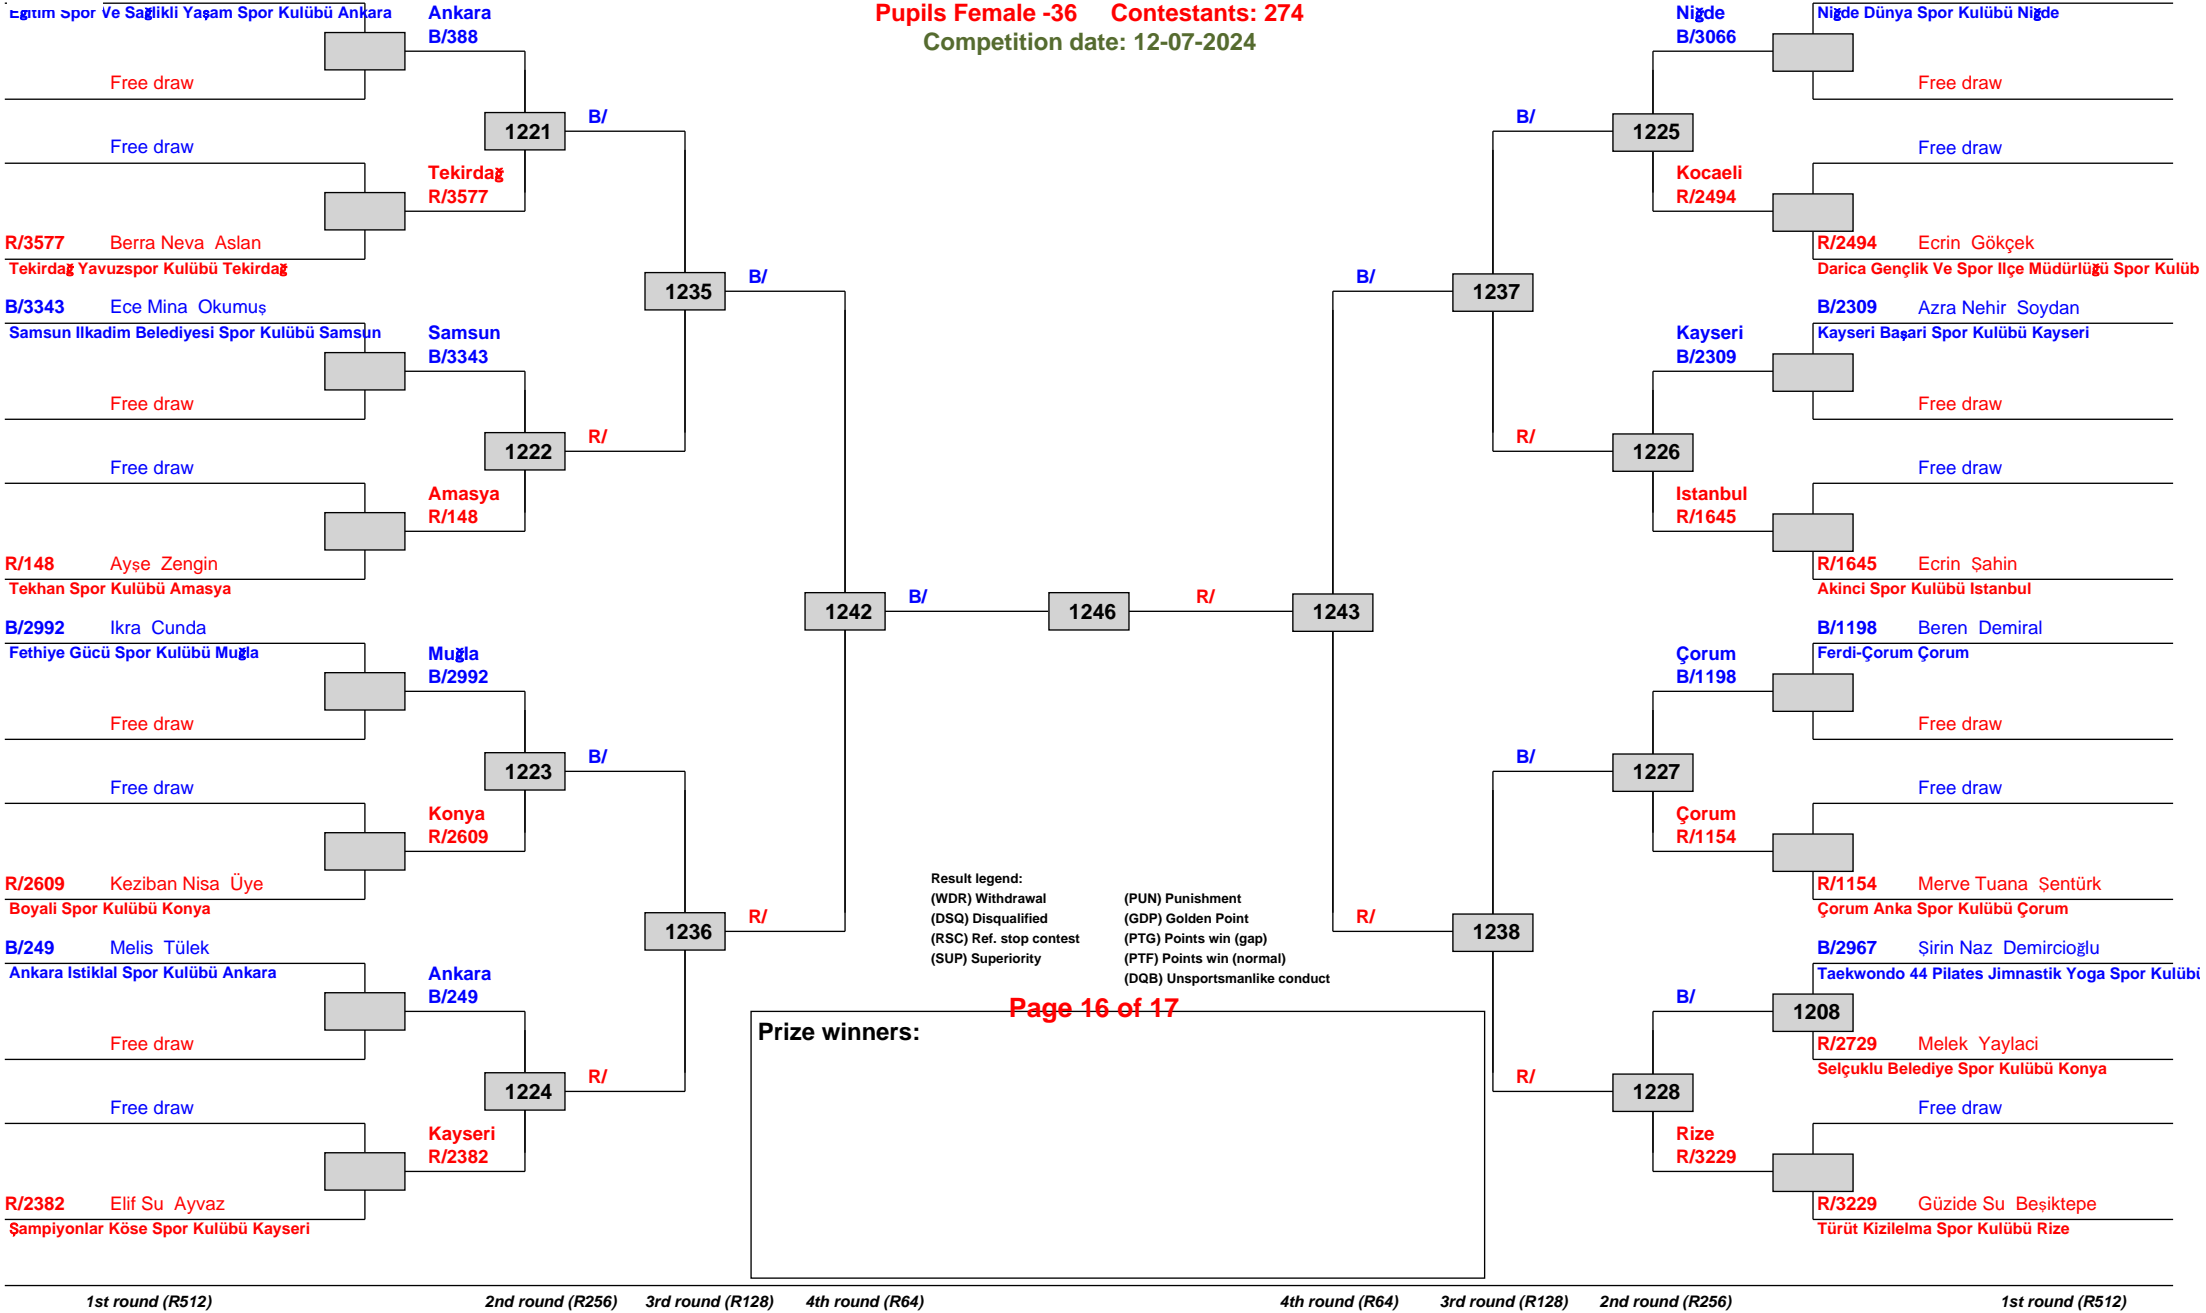 Pupils Female -36 Contestants: 274
Competition date: 12-07-2024
Eğitim Spor Ve Sağlikli Yaşam Spor Kulübü Ankara
Free draw
Free draw
R/3577 Berra Neva Aslan
Tekirdağ Yavuzspor Kulübü Tekirdağ
B/3343 Ece Mina Okumuş
Samsun Ilkadim Belediyesi Spor Kulübü Samsun
Free draw
Free draw
R/148 Ayşe Zengin
Tekhan Spor Kulübü Amasya
B/2992 Ikra Cunda
Fethiye Gücü Spor Kulübü Muğla
Free draw
Free draw
R/2609 Keziban Nisa Üye
Boyali Spor Kulübü Konya
B/249 Melis Tülek
Ankara Istiklal Spor Kulübü Ankara
Free draw
Free draw
R/2382 Elif Su Ayvaz
Şampiyonlar Köse Spor Kulübü Kayseri
Ankara
B/388
1221
Tekirdağ
R/3577
Samsun
B/3343
1222
Amasya
R/148
Muğla
B/2992
1223
Konya
R/2609
Ankara
B/249
1224
Kayseri
R/2382
B/
1235
R/
B/
1236
R/
B/
1242
R/
B/
1246
R/
B/
1243
R/
B/
1237
R/
B/
1238
R/
Niğde
B/3066
1225
Kocaeli
R/2494
Kayseri
B/2309
1226
Istanbul
R/1645
Çorum
B/1198
1227
Çorum
R/1154
B/
1228
Rize
R/3229
Niğde Dünya Spor Kulübü Niğde
Free draw
Free draw
R/2494 Ecrin Gökçek
Darica Gençlik Ve Spor Ilçe Müdürlüğü Spor Kulüb
B/2309 Azra Nehir Soydan
Kayseri Başari Spor Kulübü Kayseri
Free draw
Free draw
R/1645 Ecrin Şahin
Akinci Spor Kulübü Istanbul
B/1198 Beren Demiral
Ferdi-Çorum Çorum
Free draw
Free draw
R/1154 Merve Tuana Şentürk
Çorum Anka Spor Kulübü Çorum
B/2967 Şirin Naz Demircioğlu
Taekwondo 44 Pilates Jimnastik Yoga Spor Kulübü
1208
R/2729 Melek Yaylaci
Selçuklu Belediye Spor Kulübü Konya
Free draw
R/3229 Güzide Su Beşiktepe
Türüt Kizilelma Spor Kulübü Rize
Result legend:
(WDR) Withdrawal (PUN) Punishment
(DSQ) Disqualified (GDP) Golden Point
(RSC) Ref. stop contest (PTG) Points win (gap)
(SUP) Superiority (PTF) Points win (normal)
(DQB) Unsportsmanlike conduct
Page 16 of 17
Prize winners:
1st round (R512) 2nd round (R256) 3rd round (R128) 4th round (R64) 4th round (R64) 3rd round (R128) 2nd round (R256) 1st round (R512)